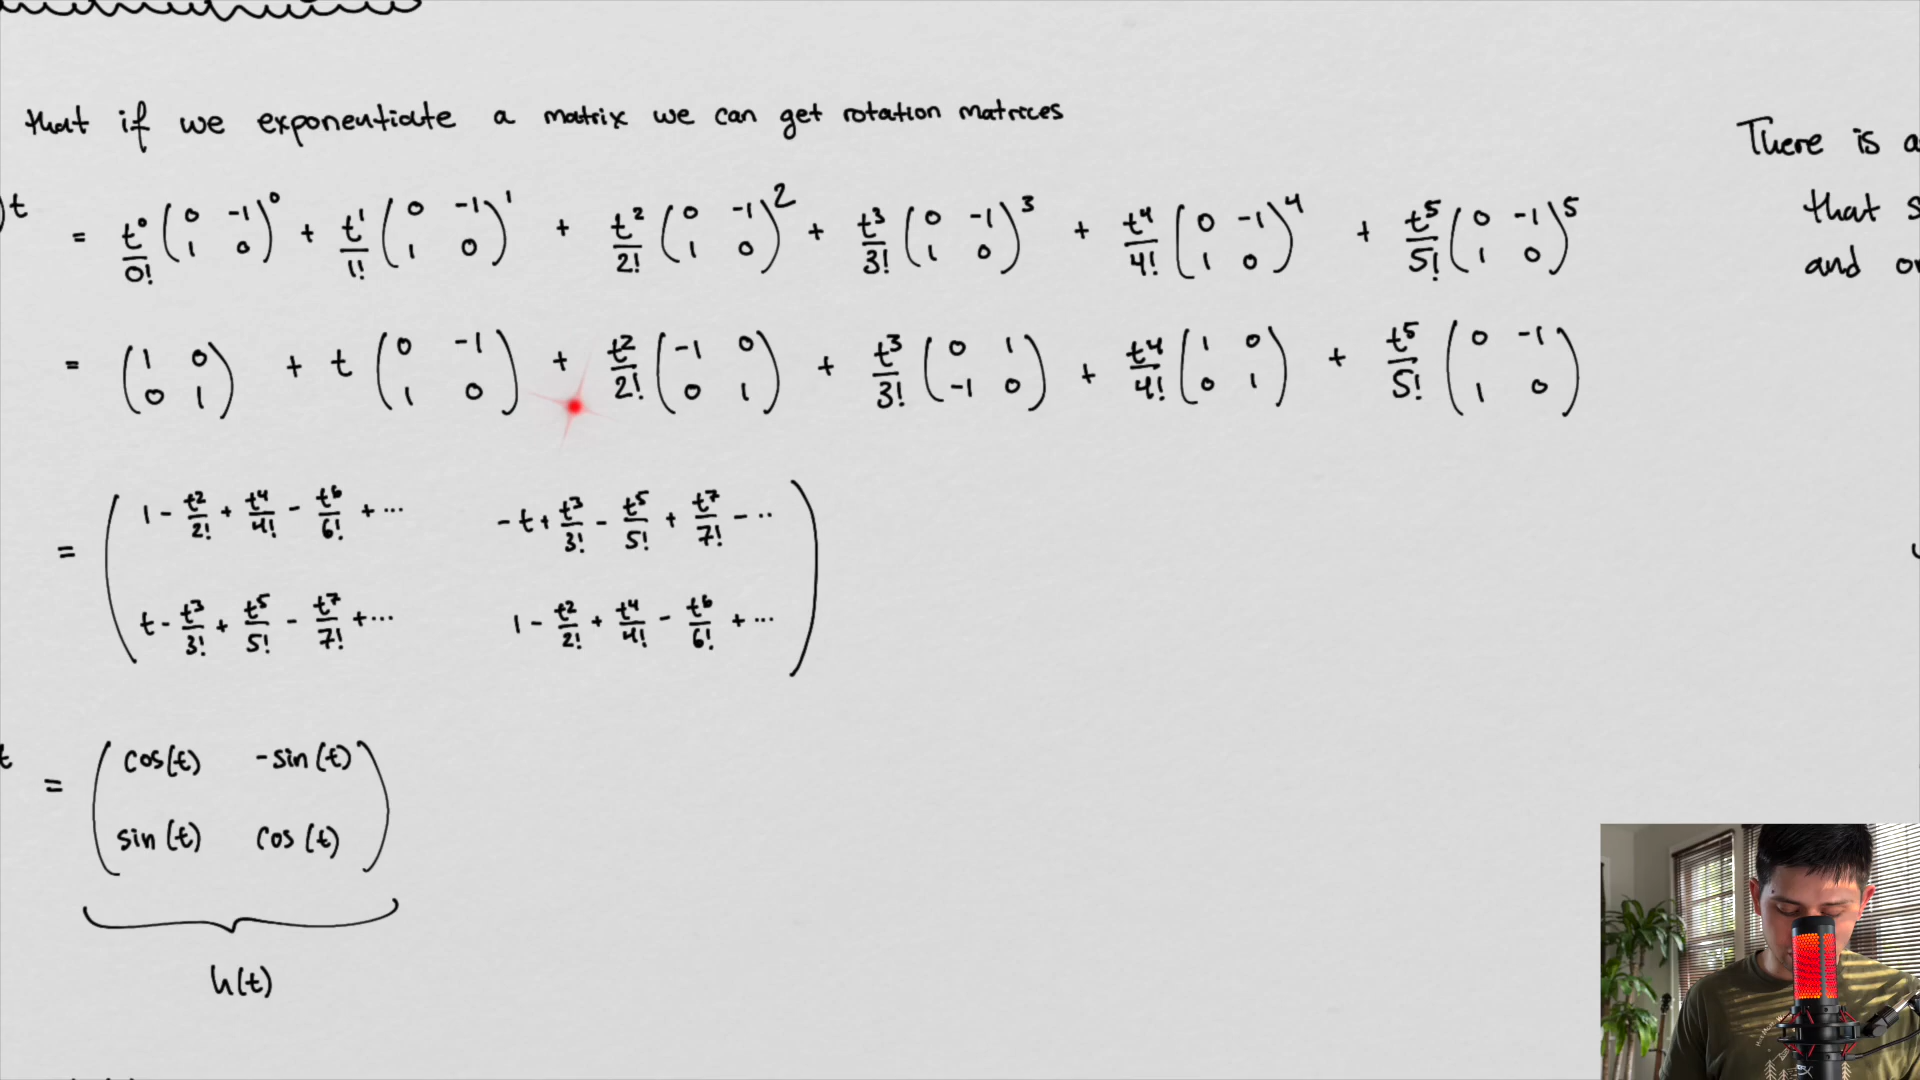 that if we exponentiate a matrix we can get rotation matrices
)t = t⁰/0! (0 -1; 1 0)⁰ + t¹/1! (0 -1; 1 0)¹ + t²/2! (0 -1; 1 0)² + t³/3! (0 -1; 1 0)³ + t⁴/4! (0 -1; 1 0)⁴ + t⁵/5! (0 -1; 1 0)⁵
= (1 0; 0 1) + t (0 -1; 1 0) + t²/2! (-1 0; 0 1) + t³/3! (0 1; -1 0) + t⁴/4! (1 0; 0 1) + t⁵/5! (0 -1; 1 0)
= (1 - t²/2! + t⁴/4! - t⁶/6! + ··· -t + t³/3! - t⁵/5! + t⁷/7! - ··
t - t³/3! + t⁵/5! - t⁷/7! + ··· 1 - t²/2! + t⁴/4! - t⁶/6! + ···)
t = (cos(t) -sin(t)
sin(t) cos(t))
h(t)
There is a
that s
and o